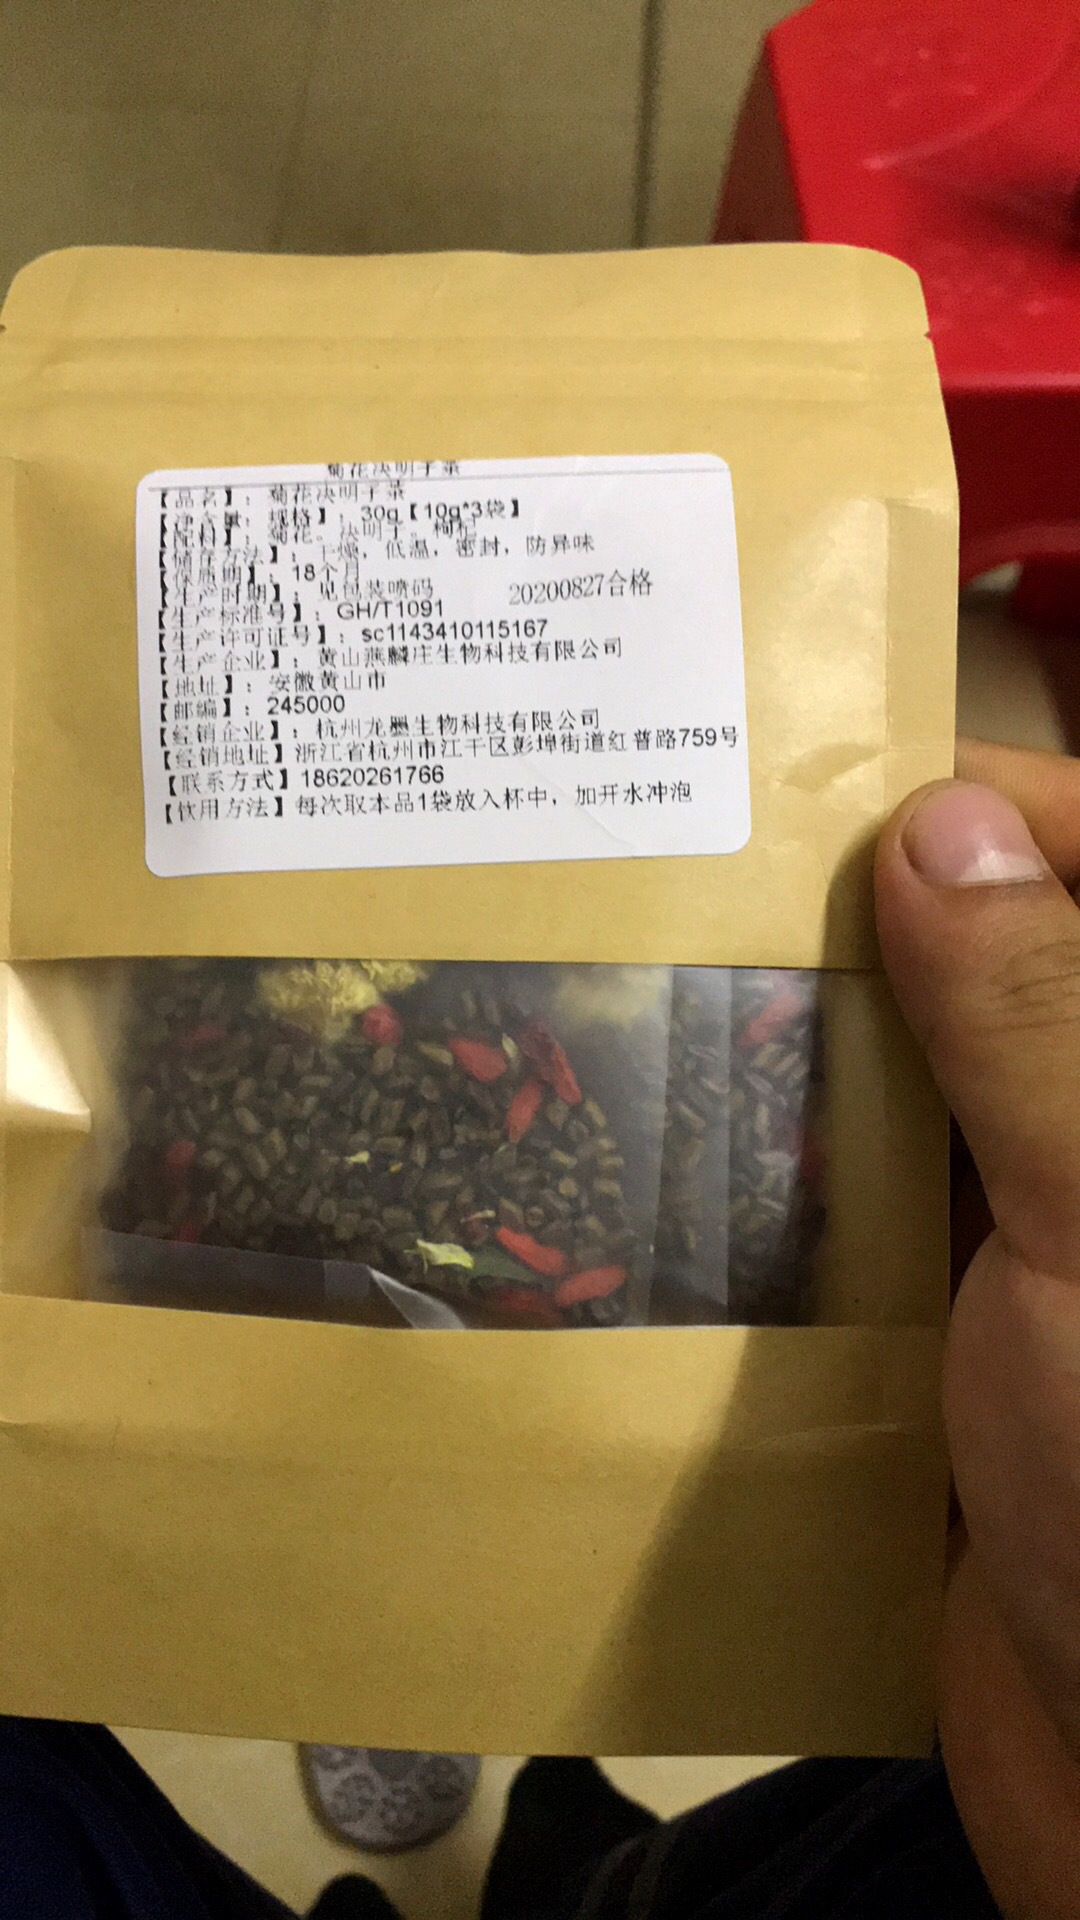 菊花决明子茶
【品名】：菊花决明子茶
【净含量，规格】：30g【10g*3袋】
【配料】：菊花。决明子。枸杞
【储存方法】：干燥，低温，密封，防异味
【保质期】：18个月
【生产时期】：见包装喷码 20200827合格
【生产标准号】：GH/T1091
【生产许可证号】：sc1143410115167
【生产企业】：黄山燕麟庄生物科技有限公司
【地址】：安徽黄山市
【邮编】：245000
【经销企业】：杭州龙墨生物科技有限公司
【经销地址】浙江省杭州市江干区彭埠街道红普路759号
【联系方式】18620261766
【饮用方法】每次取本品1袋放入杯中，加开水冲泡